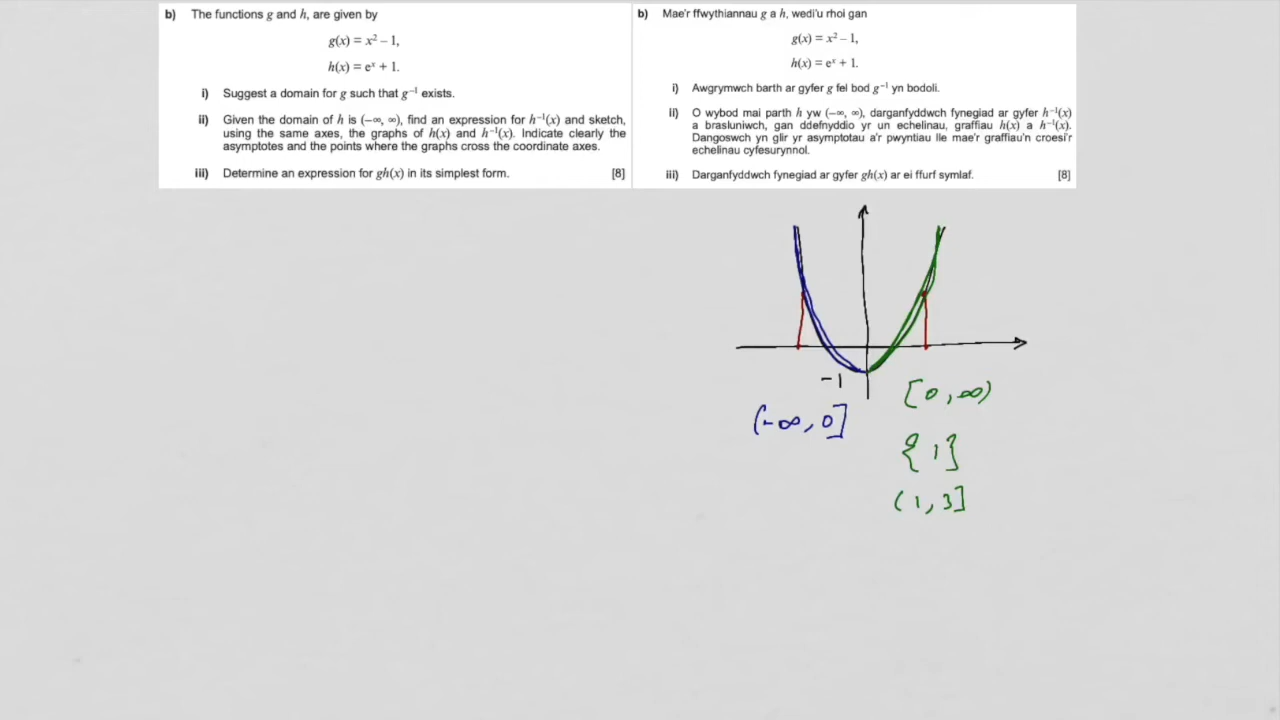 b) The functions g and h, are given by
g(x) = x² – 1,
h(x) = eˣ + 1.
i) Suggest a domain for g such that g⁻¹ exists.
ii) Given the domain of h is (–∞, ∞), find an expression for h⁻¹(x) and sketch,
using the same axes, the graphs of h(x) and h⁻¹(x). Indicate clearly the
asymptotes and the points where the graphs cross the coordinate axes.
iii) Determine an expression for gh(x) in its simplest form. [8]
b) Mae'r ffwythiannau g a h, wedi'u rhoi gan
g(x) = x² – 1,
h(x) = eˣ + 1.
i) Awgrymwch barth ar gyfer g fel bod g⁻¹ yn bodoli.
ii) O wybod mai parth h yw (–∞, ∞), darganfyddwch fynegiad ar gyfer h⁻¹(x)
a brasluniwch, gan ddefnyddio yr un echelinau, graffiau h(x) a h⁻¹(x).
Dangoswch yn glir yr asymptotau a'r pwyntiau lle mae'r graffiau'n croesi'r
echelinau cyfesurynnol.
iii) Darganfyddwch fynegiad ar gyfer gh(x) ar ei ffurf symlaf. [8]
-1
(-∞, 0]
[0, ∞)
{1}
(1, 3]